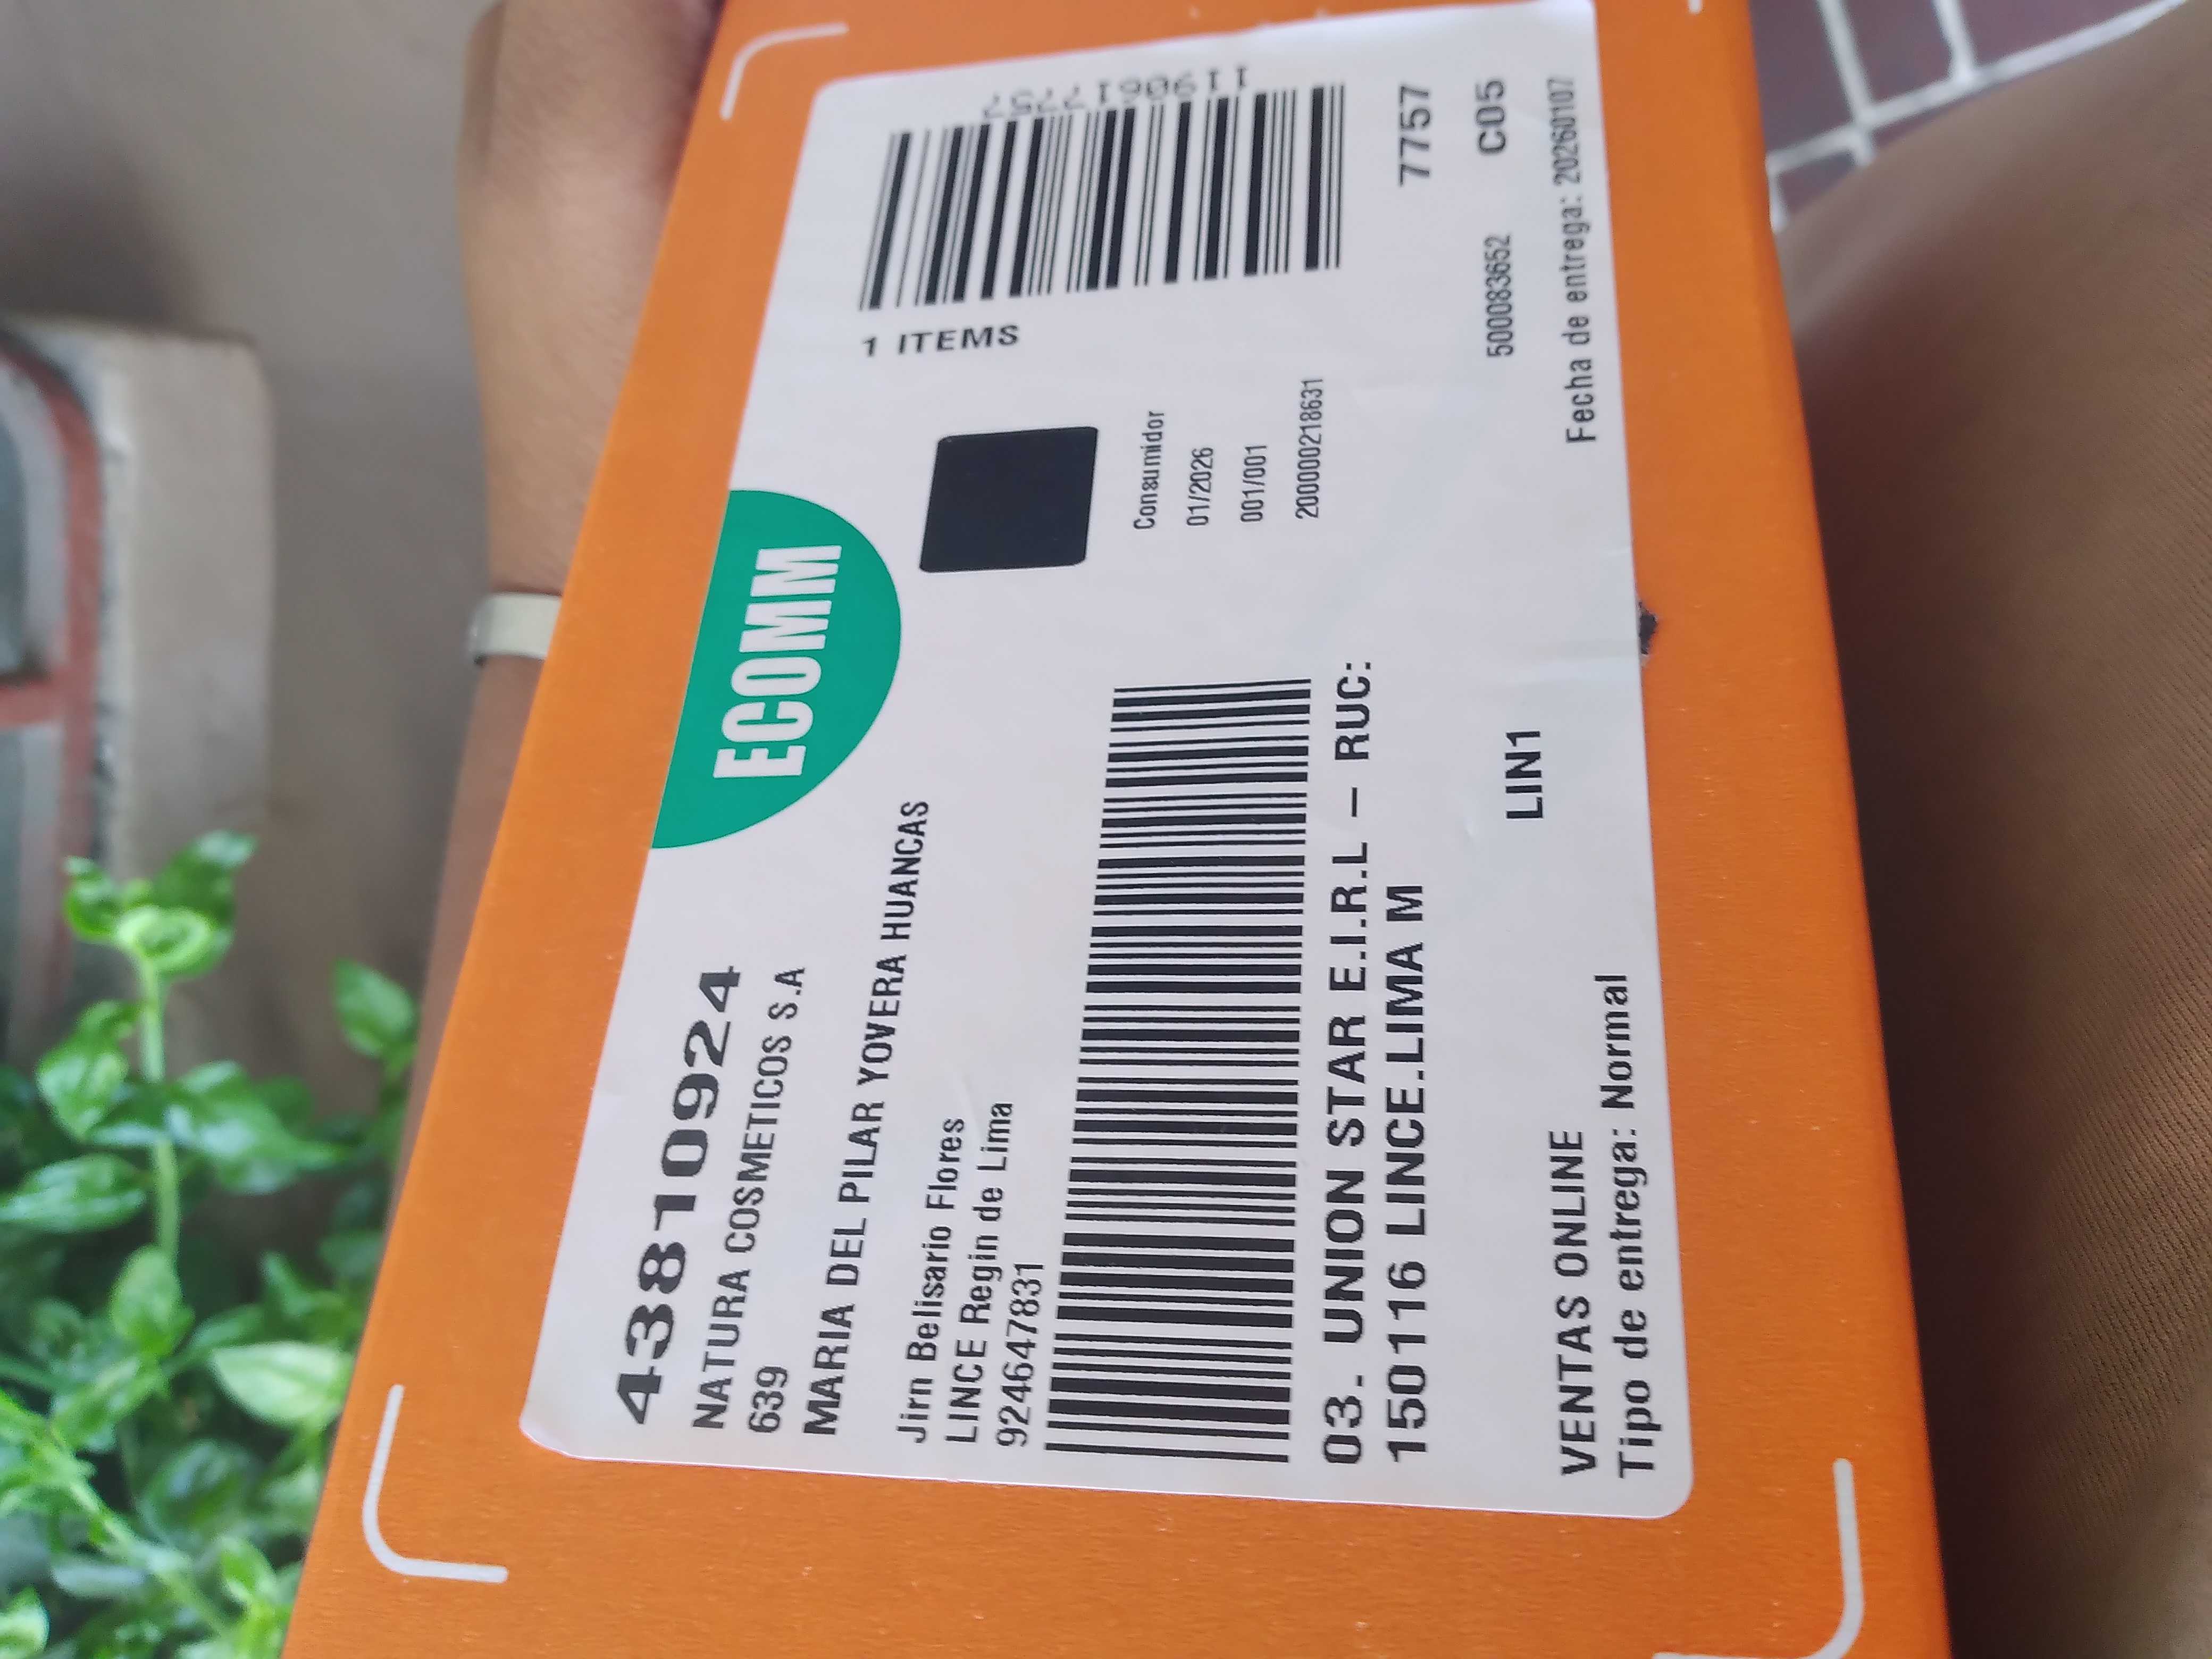 ECOMM
43810924
NATURA COSMETICOS S.A
639
MARIA DEL PILAR YOVERA HUANCAS
Jirn Belisario Flores
LINCE Regin de Lima
924647831
1 ITEMS
Consumidor
01/2026
001/001
2000000218631
03. UNION STAR E.I.R.L – RUC:
150116 LINCE.LIMA M
7757
LIN1
500083652 C05
VENTAS ONLINE
Tipo de entrega: Normal
Fecha de entrega: 20260107